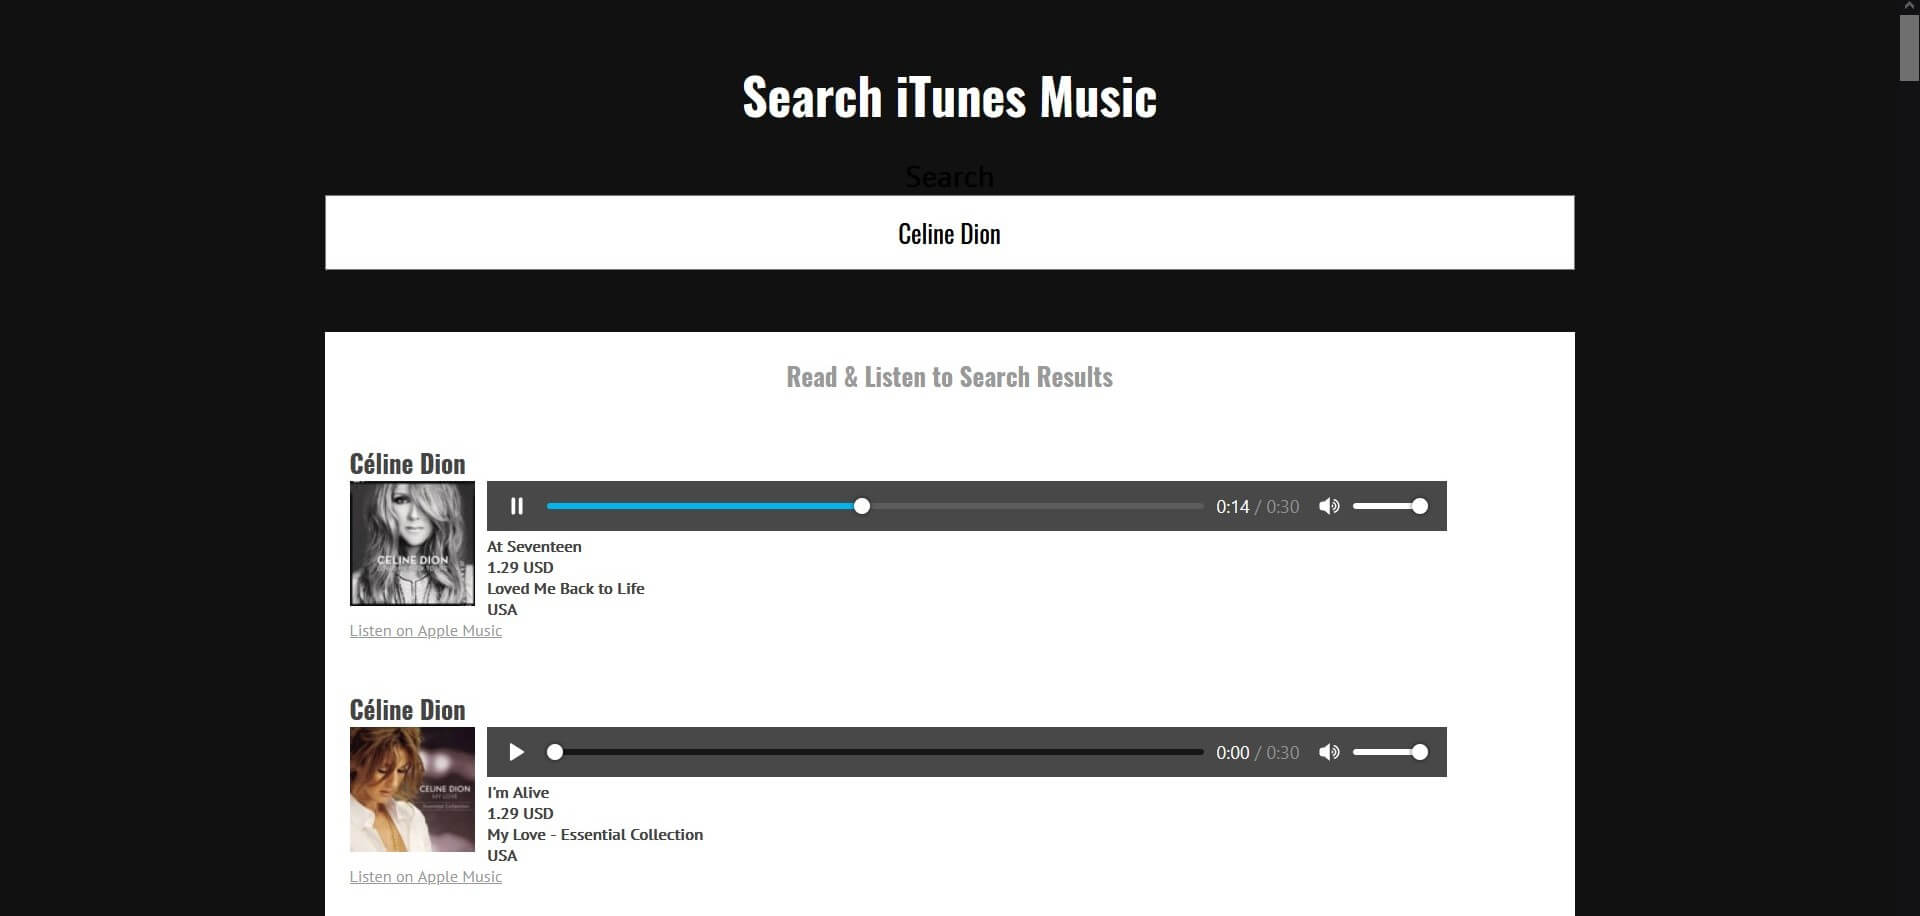 Search iTunes Music
Search
Celine Dion
Read & Listen to Search Results
Céline Dion
CELINE DION
0:14 / 0:30
At Seventeen
1.29 USD
Loved Me Back to Life
USA
Listen on Apple Music
Céline Dion
CELINE DION
MY LOVE
Essential Collection
0:00 / 0:30
I'm Alive
1.29 USD
My Love - Essential Collection
USA
Listen on Apple Music